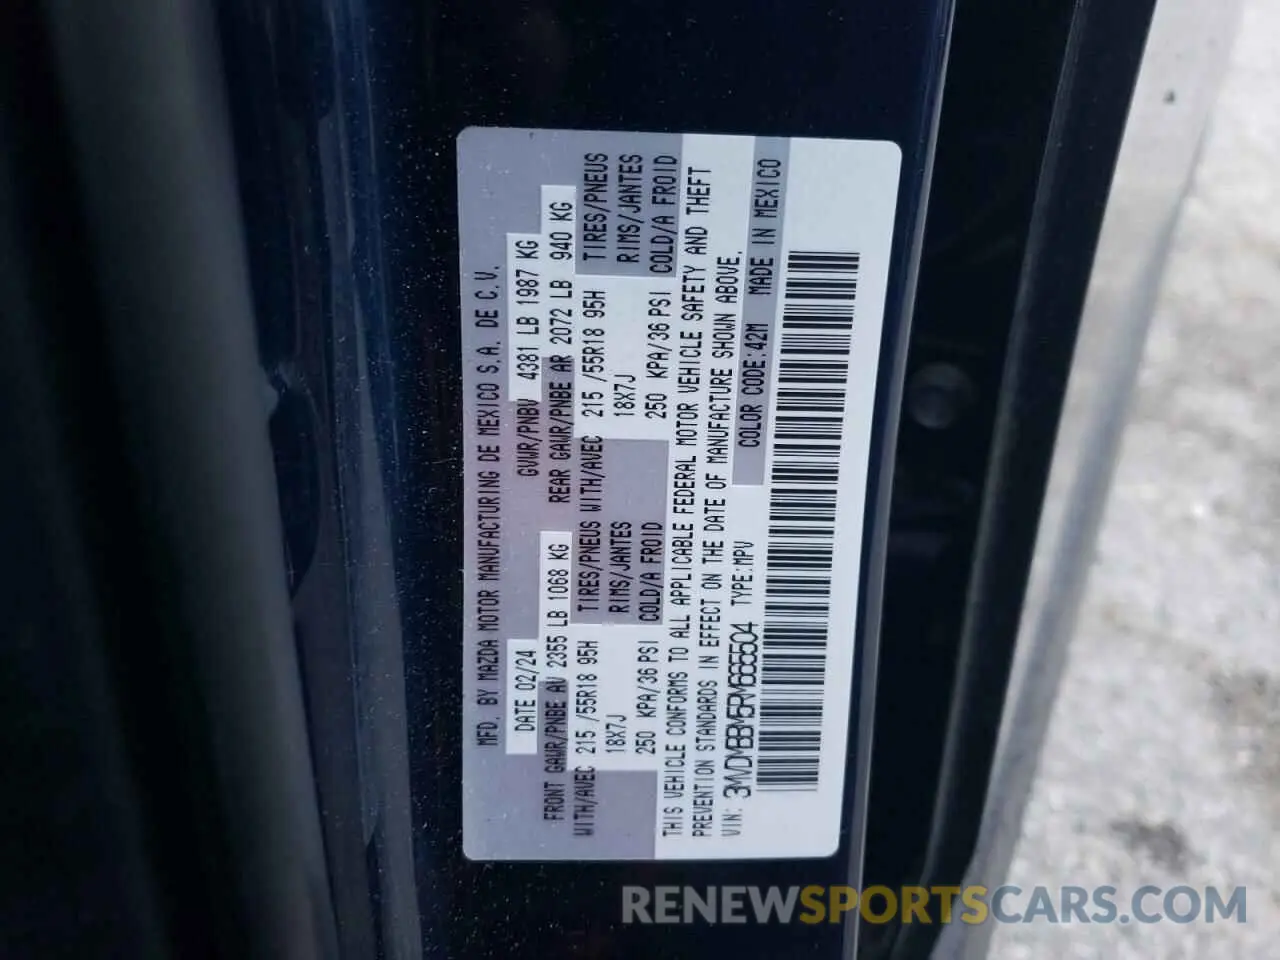 MFD. BY MAZDA MOTOR MANUFACTURING DE MEXICO S.A. DE C.V.
DATE 02/24 GVWR/PNBV 4381 LB 1987 KG
FRONT GAWR/PNBE AV 2355 LB 1068 KG REAR GAWR/PNBE AR 2072 LB 940 KG
WITH/AVEC 215 /55R18 95H TIRES/PNEUS WITH/AVEC 215 /55R18 95H TIRES/PNEUS
18X7J RIMS/JANTES 18X7J RIMS/JANTES
250 KPA/36 PSI COLD/A FROID 250 KPA/36 PSI COLD/A FROID
THIS VEHICLE CONFORMS TO ALL APPLICABLE FEDERAL MOTOR VEHICLE SAFETY AND THEFT
PREVENTION STANDARDS IN EFFECT ON THE DATE OF MANUFACTURE SHOWN ABOVE.
VIN: 3MVDMBBM5RM665504 TYPE:MPV COLOR CODE:42M MADE IN MEXICO
RENEWSPORTSCARS.COM